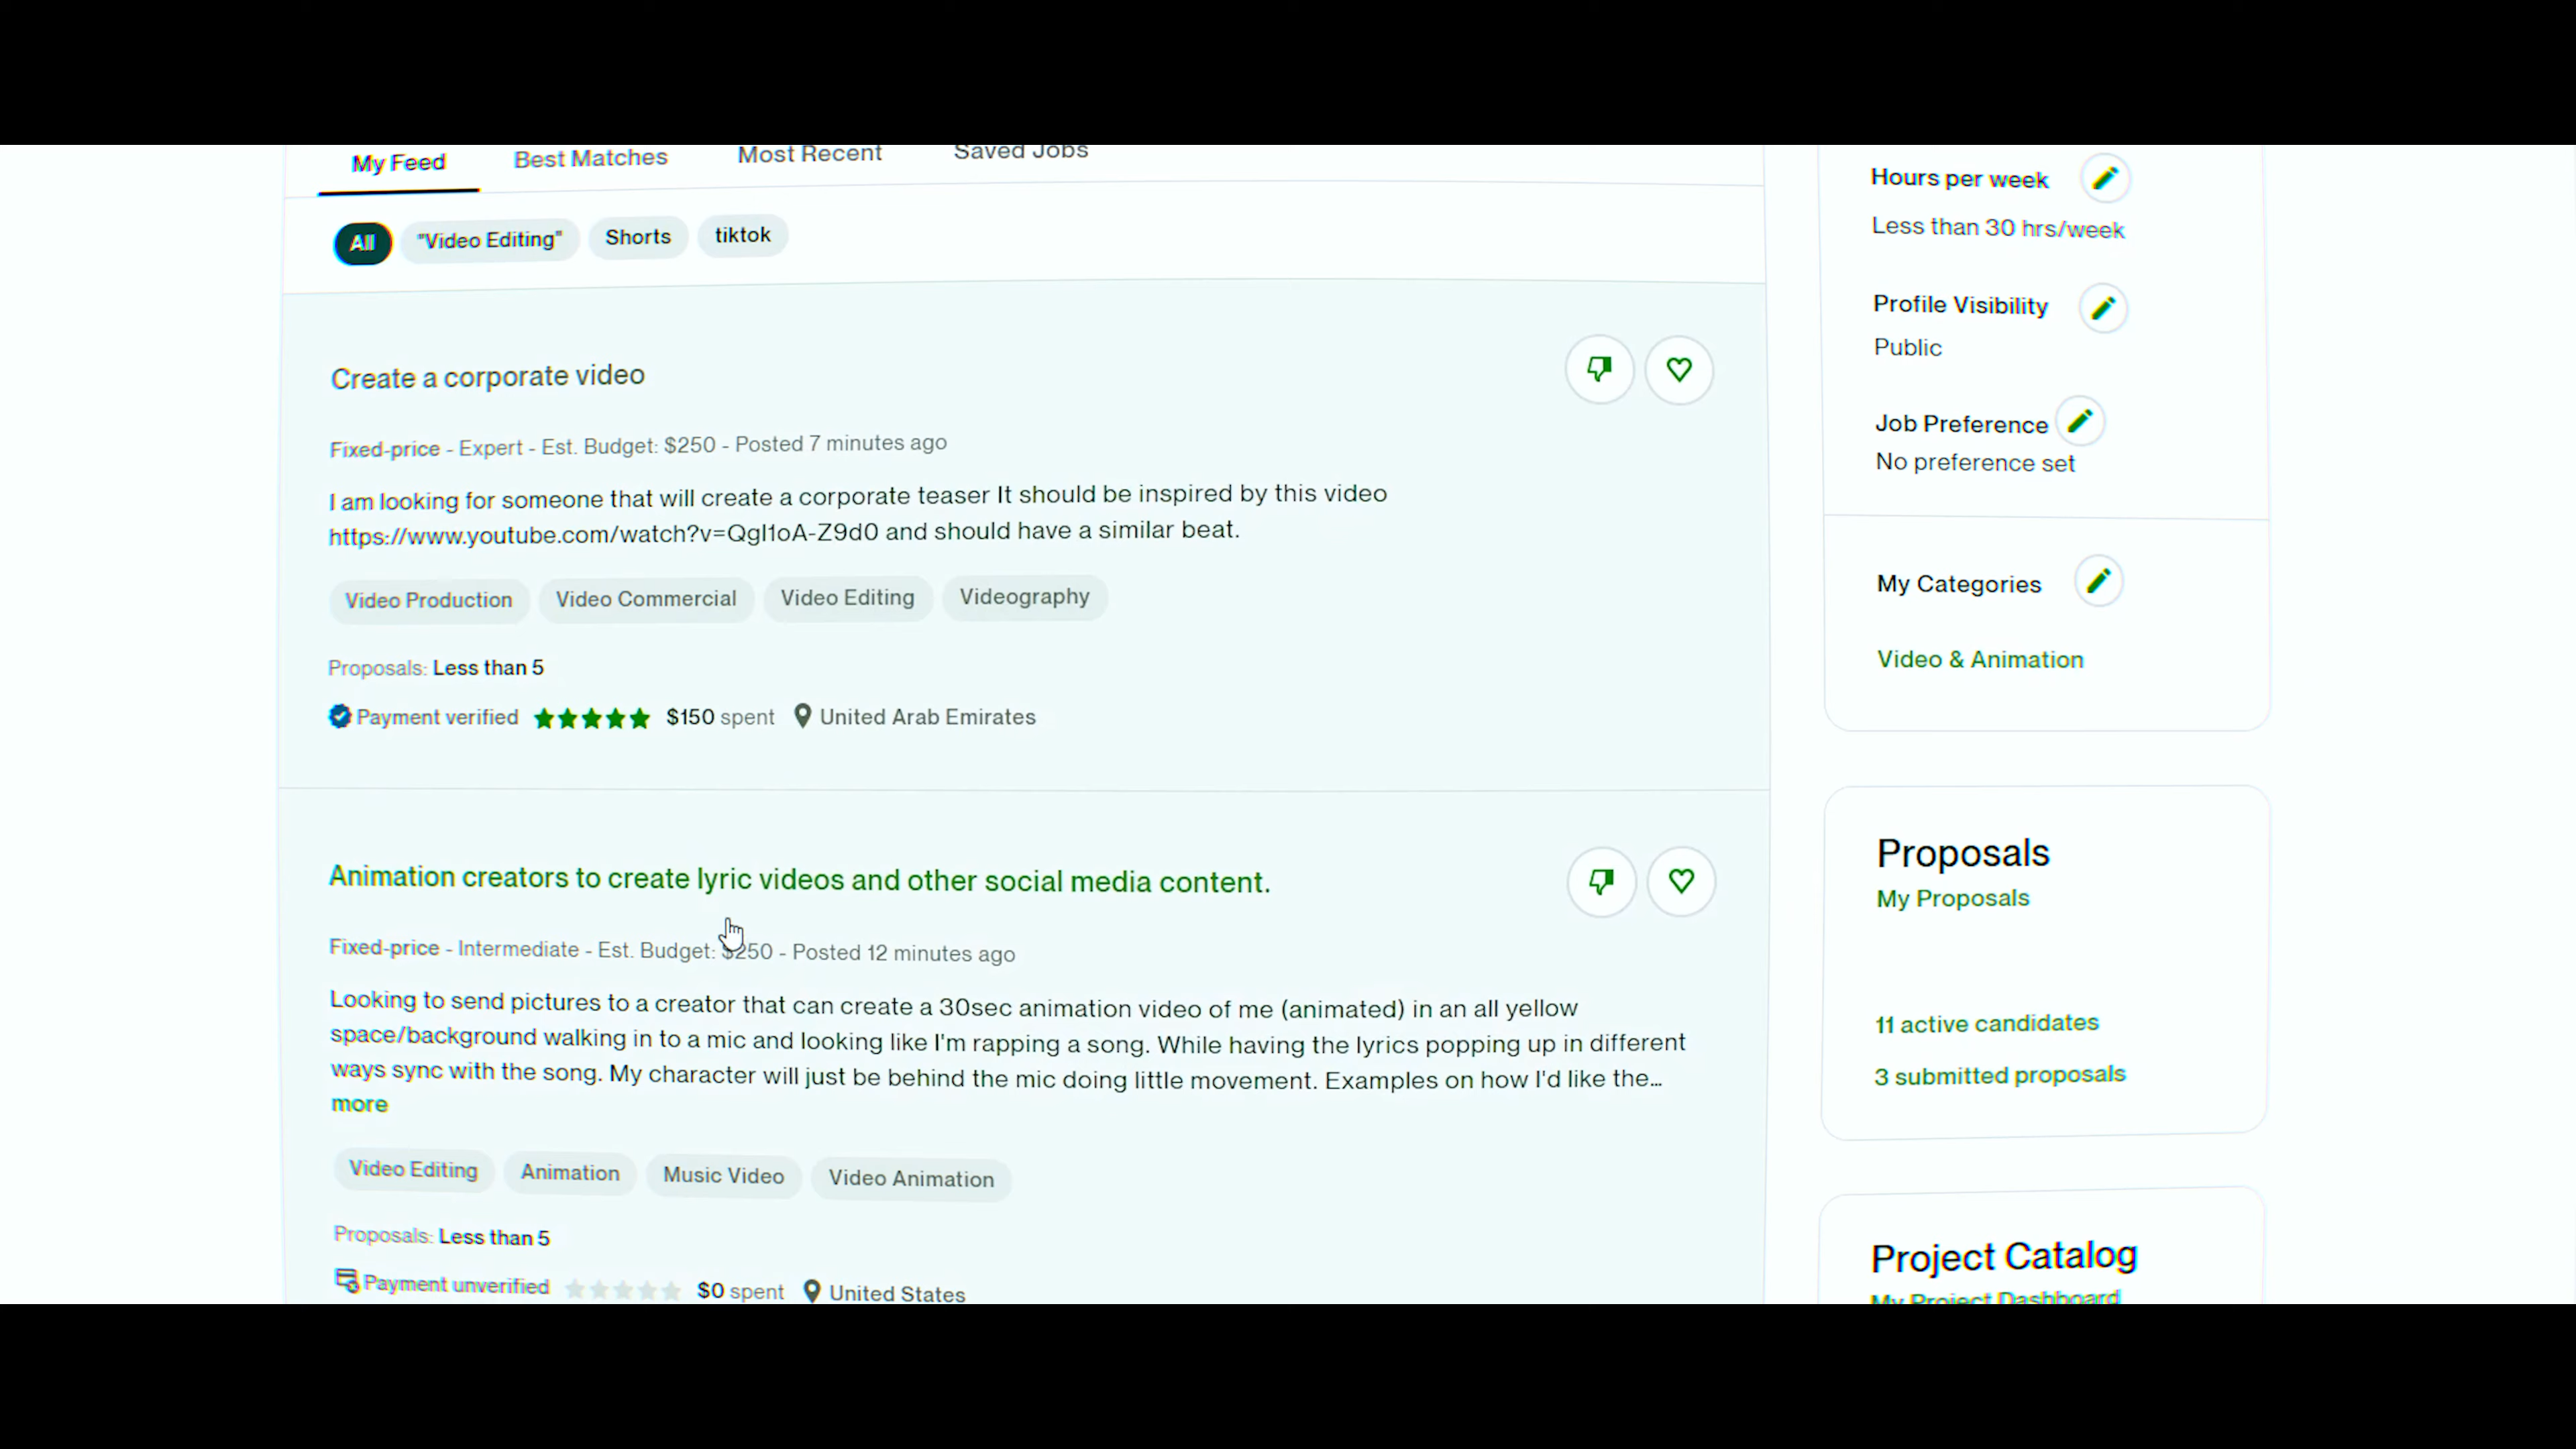 My Feed
Best Matches
Most Recent
Saved Jobs
All
"Video Editing"
Shorts
tiktok
Create a corporate video
Fixed-price - Expert - Est. Budget: $250 - Posted 7 minutes ago
I am looking for someone that will create a corporate teaser It should be inspired by this video
https://www.youtube.com/watch?v=Qgl1oA-Z9d0 and should have a similar beat.
Video Production
Video Commercial
Video Editing
Videography
Proposals: Less than 5
Payment verified
$150 spent
United Arab Emirates
Animation creators to create lyric videos and other social media content.
Fixed-price - Intermediate - Est. Budget: $250 - Posted 12 minutes ago
Looking to send pictures to a creator that can create a 30sec animation video of me (animated) in an all yellow
space/background walking in to a mic and looking like I'm rapping a song. While having the lyrics popping up in different
ways sync with the song. My character will just be behind the mic doing little movement. Examples on how I'd like the...
more
Video Editing
Animation
Music Video
Video Animation
Proposals: Less than 5
Payment unverified
$0 spent
United States
Hours per week
Less than 30 hrs/week
Profile Visibility
Public
Job Preference
No preference set
My Categories
Video & Animation
Proposals
My Proposals
11 active candidates
3 submitted proposals
Project Catalog
My Project Dashboard